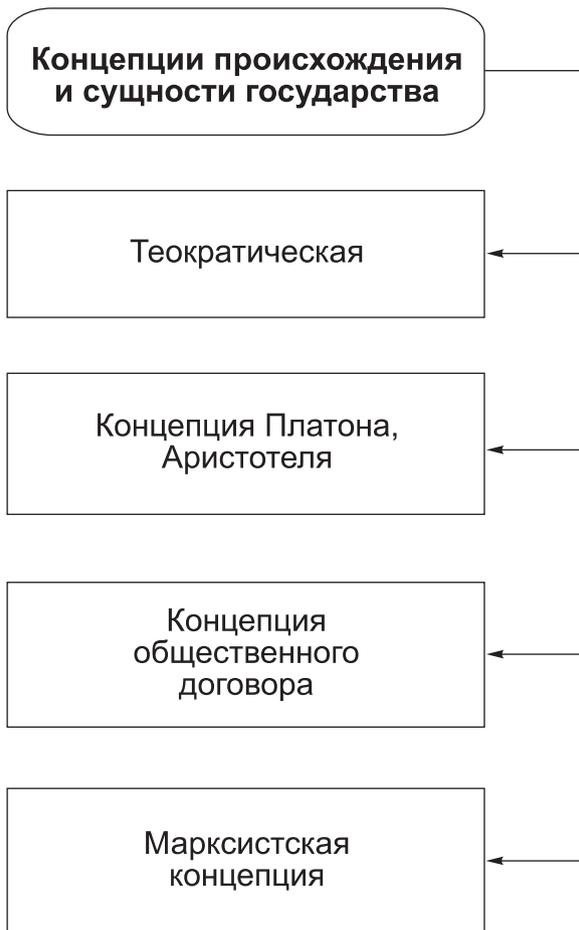 Концепции происхождения
и сущности государства
Теократическая
Концепция Платона,
Аристотеля
Концепция
общественного
договора
Марксистская
концепция